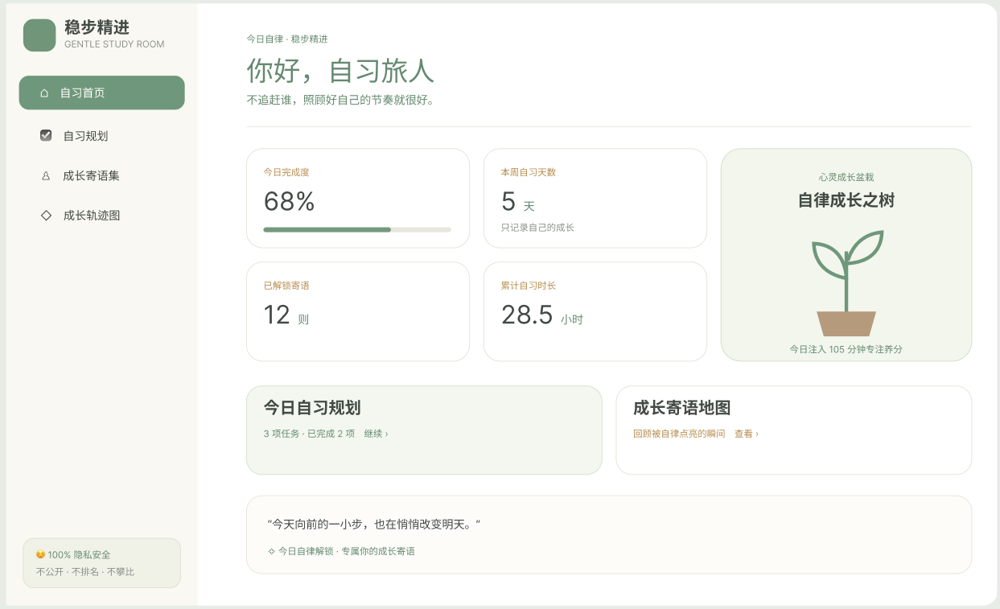 稳步精进
GENTLE STUDY ROOM
自习首页
自习规划
成长寄语集
成长轨迹图
100% 隐私安全
不公开 · 不排名 · 不攀比
今日自律 · 稳步精进
你好，自习旅人
不追赶谁，照顾好自己的节奏就很好。
今日完成度
68%
本周自习天数
5 天
只记录自己的成长
已解锁寄语
12 则
累计自习时长
28.5 小时
心灵成长盆栽
自律成长之树
今日注入 105 分钟专注养分
今日自习规划
3 项任务 · 已完成 2 项 继续 ›
成长寄语地图
回顾被自律点亮的瞬间 查看 ›
“今天向前的一小步，也在悄悄改变明天。”
✧ 今日自律解锁 · 专属你的成长寄语